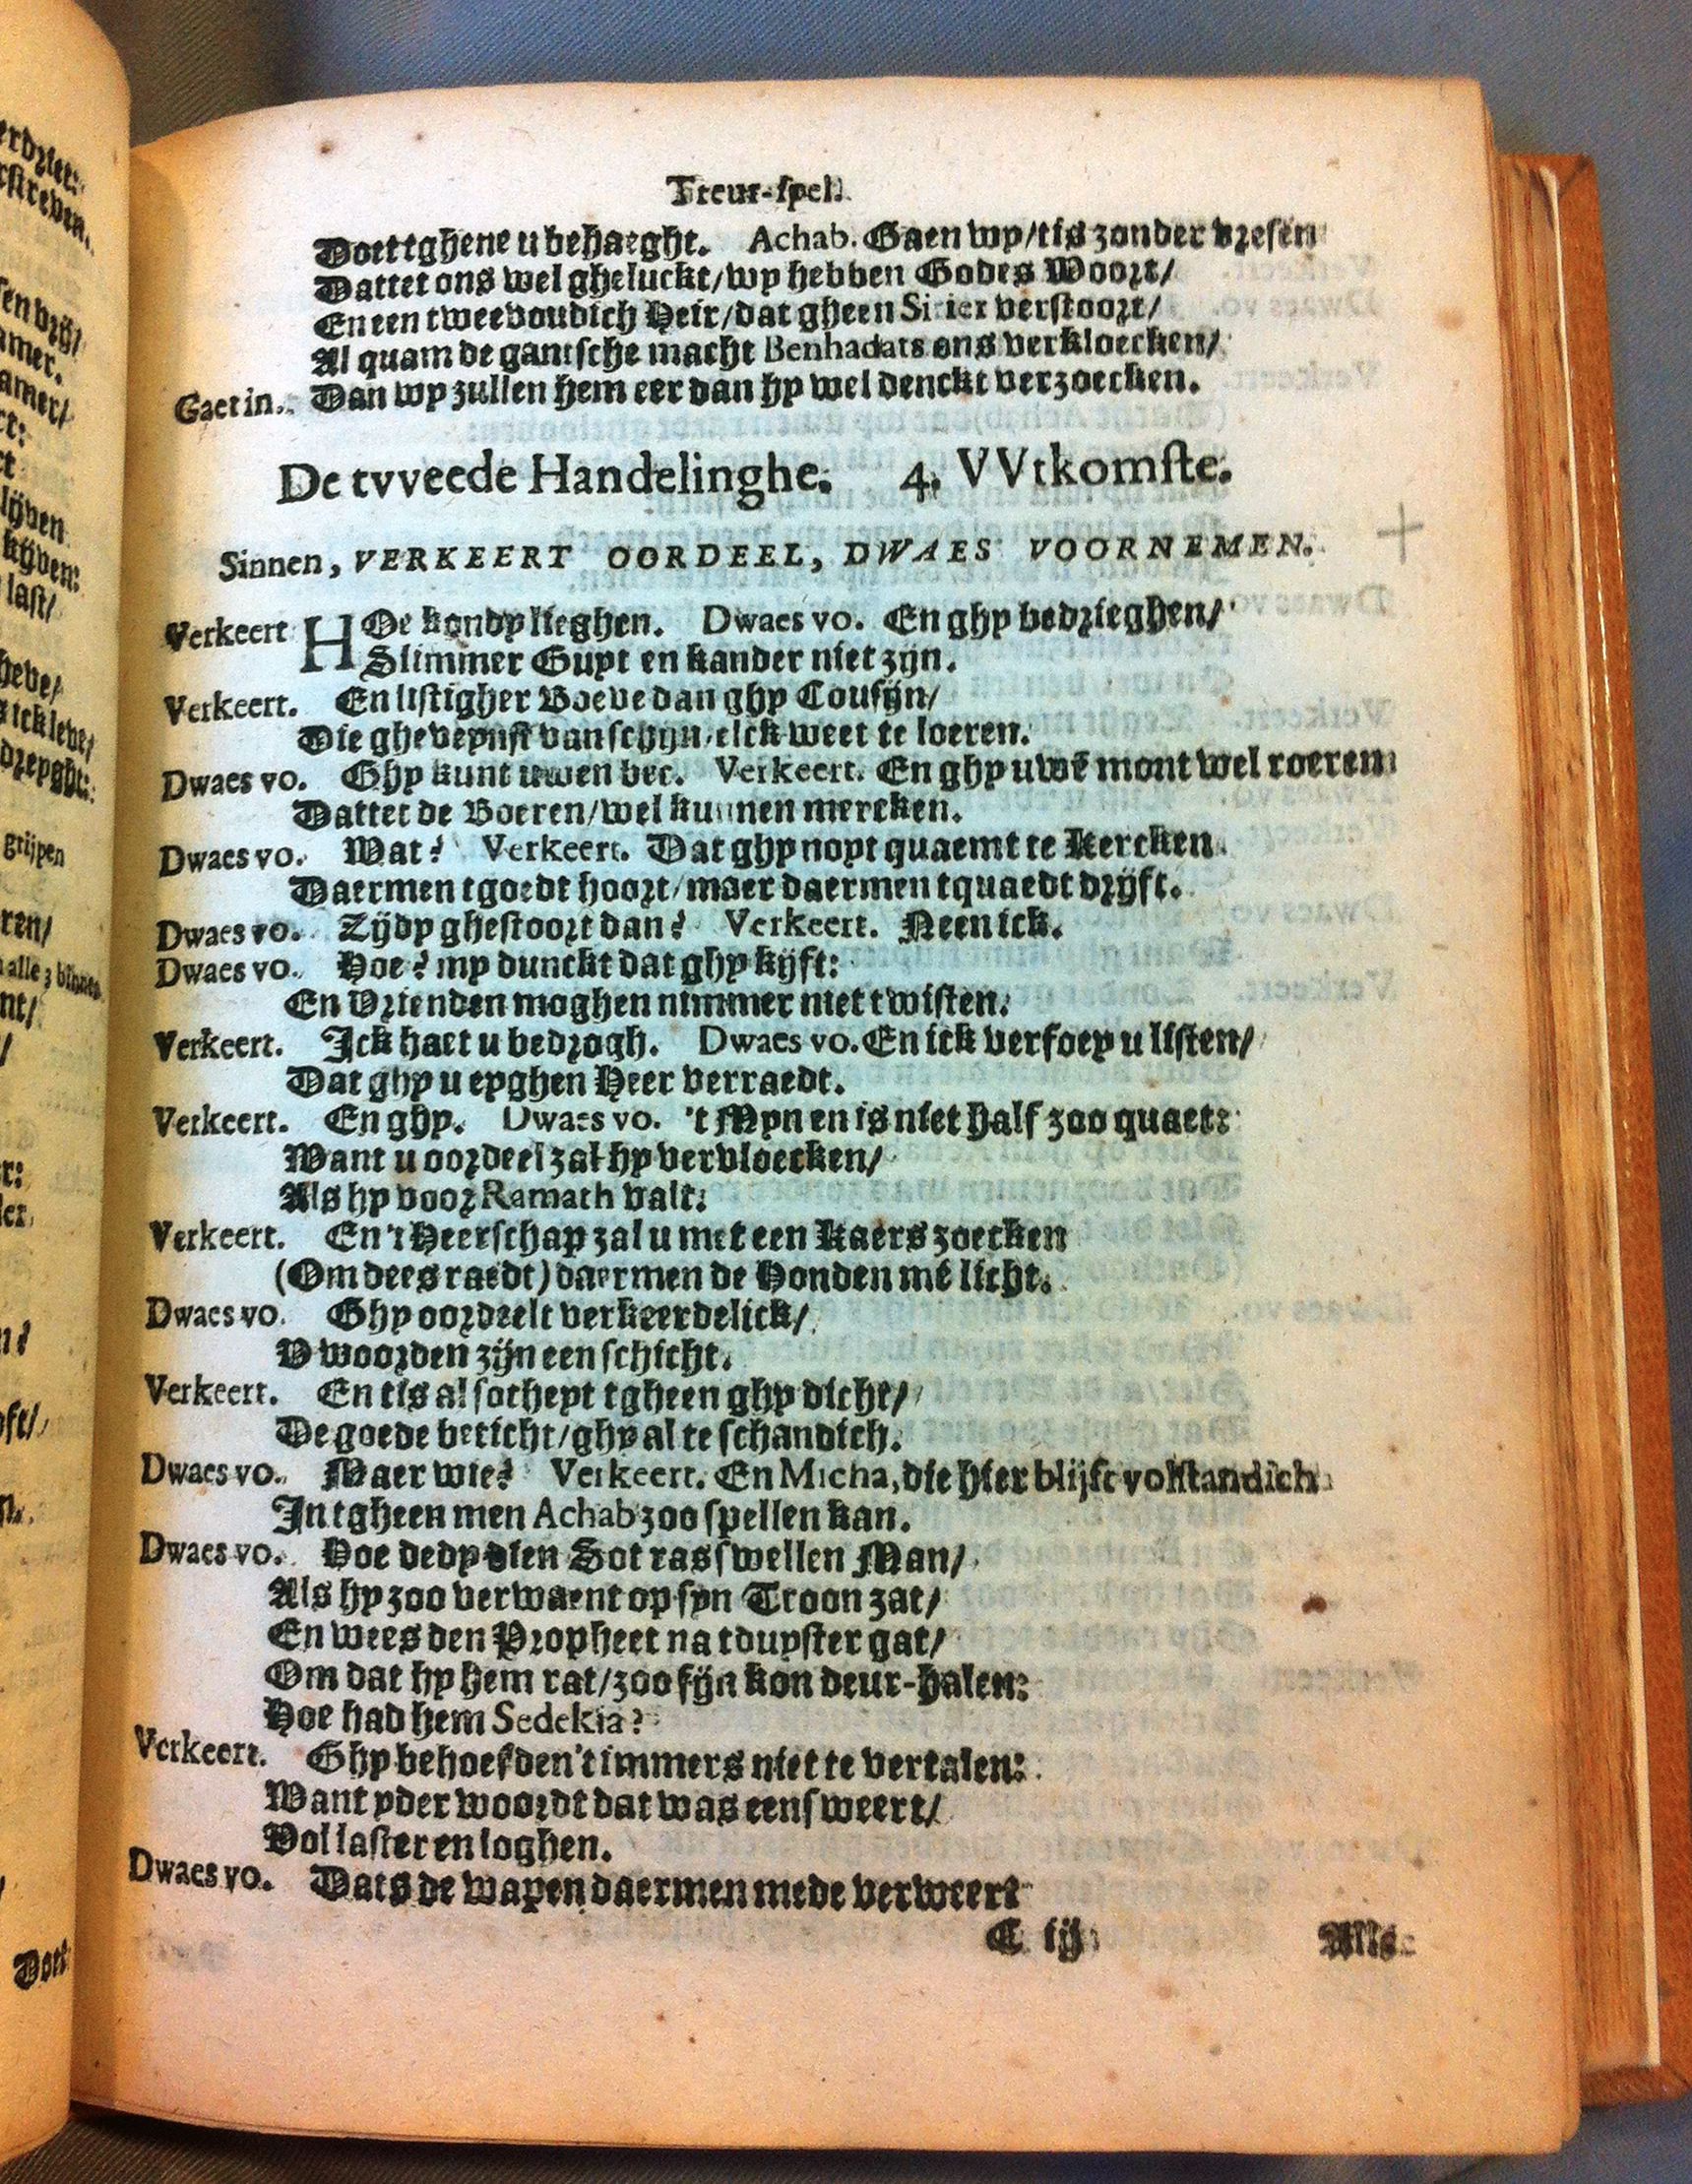 Treur-spel.
Doet tghene u behaeght. Achab. Gaen wy/tis zonder vresen
Dattet ons wel gheluckt/wy hebben Godes Woort/
En een tweevoudich Heir/dat gheen Sirier verstoort/
Al quam de gantsche macht Benhadats ons verkloecken/
Gaet in. Dan wy zullen hem eer dan hy wel denckt verzoecken.
De tvveede Handelinghe. 4. VVtkomste.
Sinnen, VERKEERT OORDEEL, DWAES VOORNEMEN.
Verkeert HOe kondy lieghen. Dwaes vo. En ghy bedrieghen/
Slimmer Guyt en kander niet zyn.
Verkeert. En listigher Boeve dan ghy Cousijn/
Die gheveynst van schyn/elck weet te loeren.
Dwaes vo. Ghy kunt uwen bec. Verkeert. En ghy uwē mont wel roeren
Dattet de Boeren/wel kunnen mercken.
Dwaes vo. Wat? Verkeert. Dat ghy noyt quaemt te Kercken
Daermen tgoedt hoort/maer daermen tquaedt dryft.
Dwaes vo. Zijdy ghestoort dan? Verkeert. Neen ick.
Dwaes vo. Hoe? my dunckt dat ghy kijft:
En Vrienden moghen nimmer niet twisten.
Verkeert. Ick haet u bedrogh. Dwaes vo. En ick verfoey u listen/
Dat ghy u eyghen Heer verraedt.
Verkeert. En ghy. Dwaes vo. 't Myn en is niet half zoo quaet:
Want u oordeel zal hy vervloecken/
Als hy voor Ramath valt:
Verkeert. En 't Heerschap zal u met een Kaers zoecken
(Om dees raedt) daermen de Honden mē licht.
Dwaes vo. Ghy oordeelt verkeerdelick/
V woorden zijn een schicht.
Verkeert. En tis al sotheyt tgheen ghy dicht/
De goede beticht/ghy al te schandich.
Dwaes vo. Maer wie? Verkeert. En Micha, die hier blijft volstandich
In tgheen men Achab zoo spellen kan.
Dwaes vo. Hoe dedy dien Sot ras swellen Man/
Als hy zoo verwaent op syn Troon zat/
En wees den Propheet na tduyster gat/
Om dat hy hem rat/zoo fijn kon deur-halen:
Hoe had hem Sedekia?
Verkeert. Ghy behoefden't immers niet te vertalen:
Want yder woordt dat was een sweert/
Vol laster en loghen.
Dwaes vo. Dats de wapen daermen mede verweert
C iij
Als